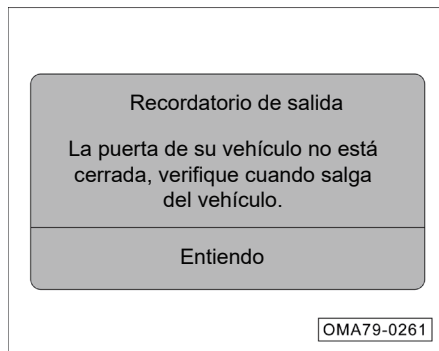 Recordatorio de salida
La puerta de su vehículo no está
cerrada, verifique cuando salga
del vehículo.
Entiendo
OMA79-0261